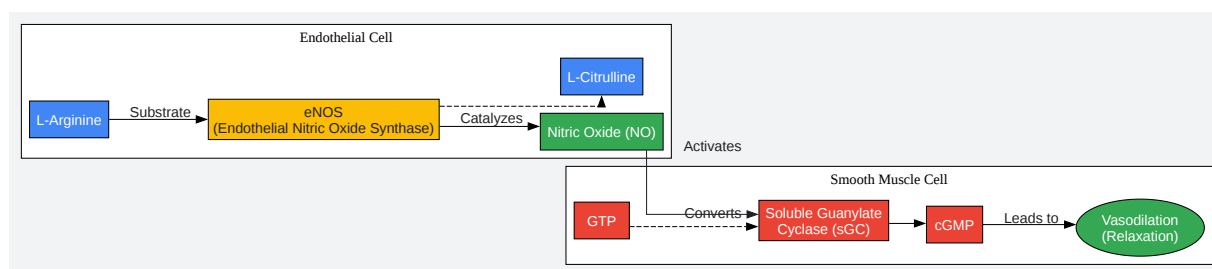 Endothelial Cell
L-Citrulline
L-Arginine
Substrate
eNOS
(Endothelial Nitric Oxide Synthase)
Catalyzes
Nitric Oxide (NO)
Activates
Smooth Muscle Cell
GTP
Converts
Soluble Guanylate
Cyclase (sGC)
cGMP
Leads to
Vasodilation
(Relaxation)